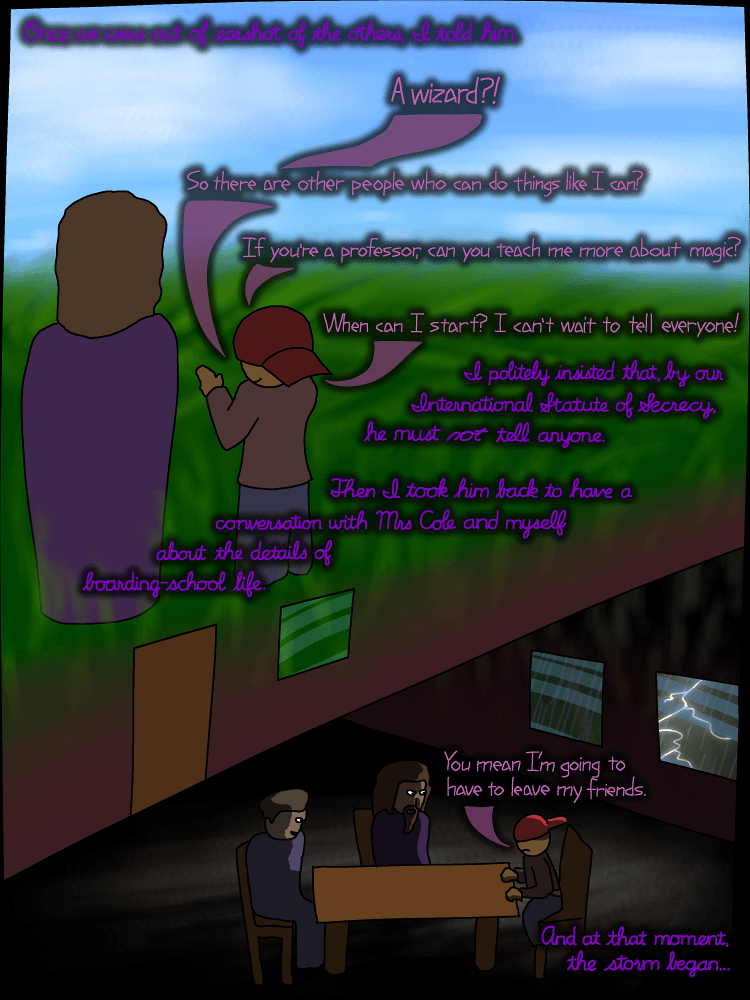 Once we were out of earshot of the others, I told him.
A wizard?!
So there are other people who can do things like I can?
If you're a professor, can you teach me more about magic?
When can I start? I can't wait to tell everyone!
I politely insisted that, by our
International Statute of Secrecy,
he must not tell anyone.
Then I took him back to have a
conversation with Mrs Cole and myself
about the details of
boarding-school life.
You mean I'm going to
have to leave my friends.
And at that moment,
the storm began...